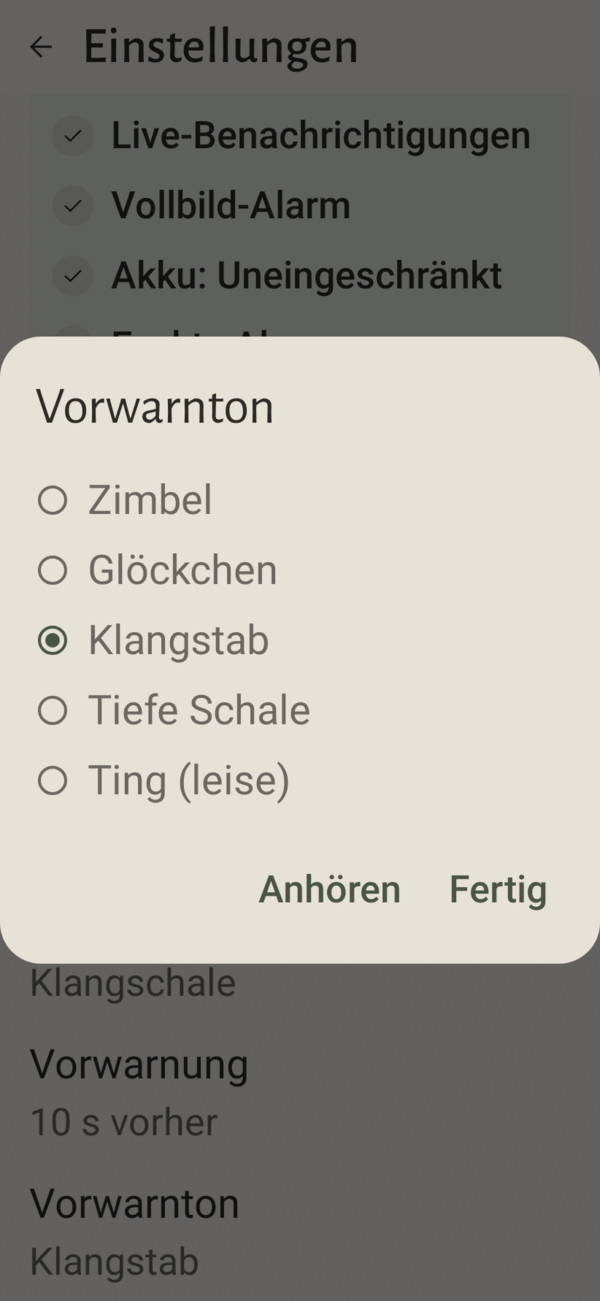 Einstellungen
Live-Benachrichtigungen
Vollbild-Alarm
Akku: Uneingeschränkt
Vorwarnton
Zimbel
Glöckchen
Klangstab
Tiefe Schale
Ting (leise)
Anhören Fertig
Klangschale
Vorwarnung
10 s vorher
Vorwarnton
Klangstab